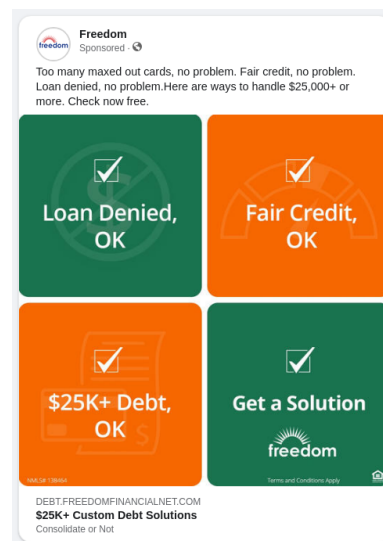 Freedom
Sponsored ·
Too many maxed out cards, no problem. Fair credit, no problem.
Loan denied, no problem.Here are ways to handle $25,000+ or
more. Check now free.
Loan Denied,
OK
Fair Credit,
OK
$25K+ Debt,
OK
Get a Solution
freedom
Terms and Conditions Apply
DEBT.FREEDOMFINANCIALNET.COM
$25K+ Custom Debt Solutions
Consolidate or Not